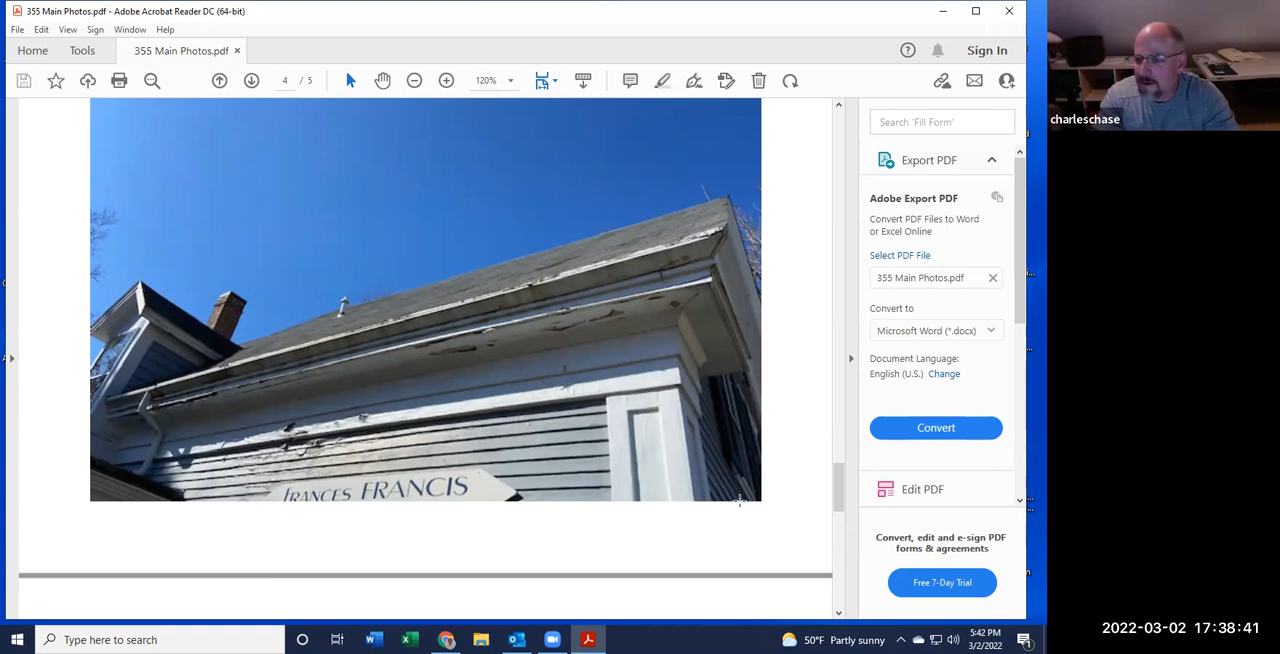 355 Main Photos.pdf - Adobe Acrobat Reader DC (64-bit)
File Edit View Sign Window Help
Home Tools 355 Main Photos.pdf × Sign In
4 / 5 120%
charleschase
Search 'Fill Form'
Export PDF
Adobe Export PDF
Convert PDF Files to Word
or Excel Online
Select PDF File
355 Main Photos.pdf
Convert to
Microsoft Word (*.docx)
Document Language:
English (U.S.) Change
Convert
Edit PDF
Convert, edit and e-sign PDF
forms & agreements
Free 7-Day Trial
FRANCES FRANCIS
Type here to search
50°F Partly sunny
5:42 PM
3/2/2022
1
2022-03-02 17:38:41